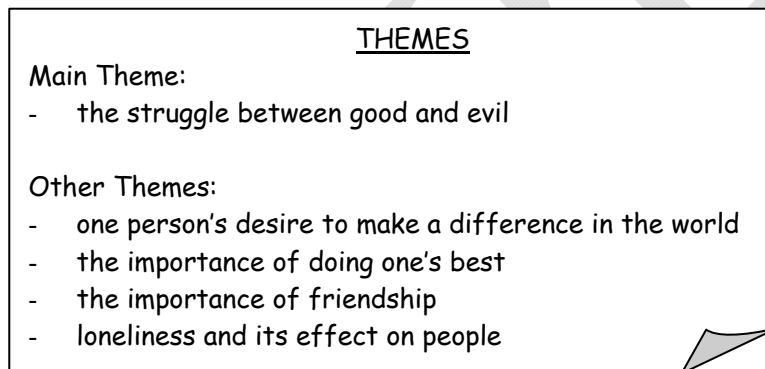 THEMES
Main Theme:
- the struggle between good and evil
Other Themes:
- one person's desire to make a difference in the world
- the importance of doing one's best
- the importance of friendship
- loneliness and its effect on people